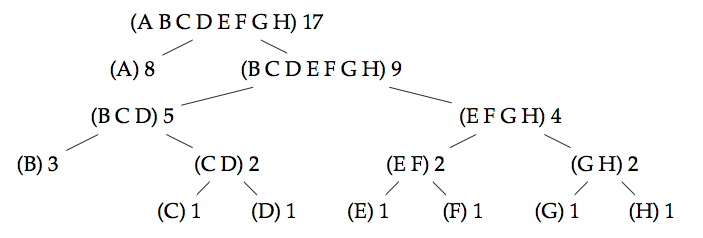 (A B C D E F G H) 17
(A) 8 (B C D E F G H) 9
(B C D) 5 (E F G H) 4
(B) 3 (C D) 2 (E F) 2 (G H) 2
(C) 1 (D) 1 (E) 1 (F) 1 (G) 1 (H) 1